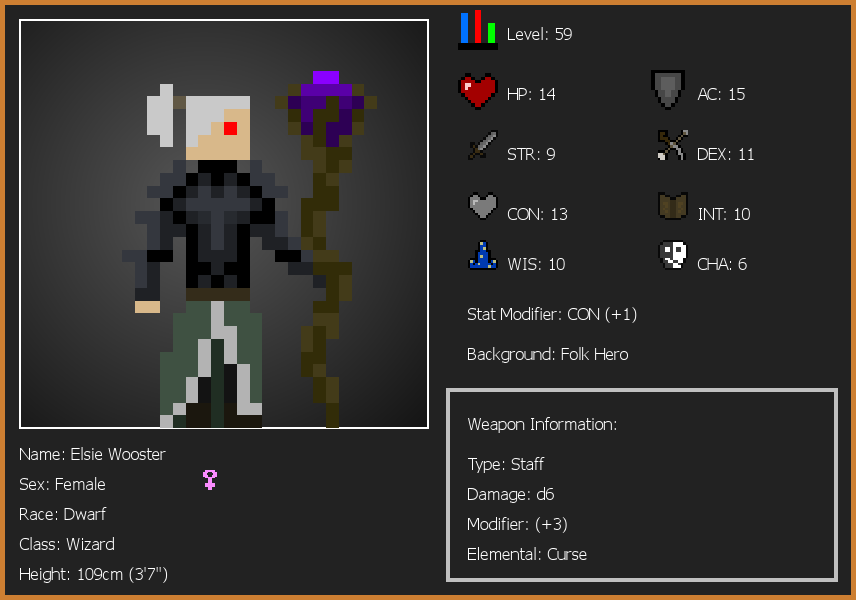 Level: 59
HP: 14
AC: 15
STR: 9
DEX: 11
CON: 13
INT: 10
WIS: 10
CHA: 6
Stat Modifier: CON (+1)
Background: Folk Hero
Weapon Information:
Type: Staff
Damage: d6
Modifier: (+3)
Elemental: Curse
Name: Elsie Wooster
Sex: Female
Race: Dwarf
Class: Wizard
Height: 109cm (3'7")